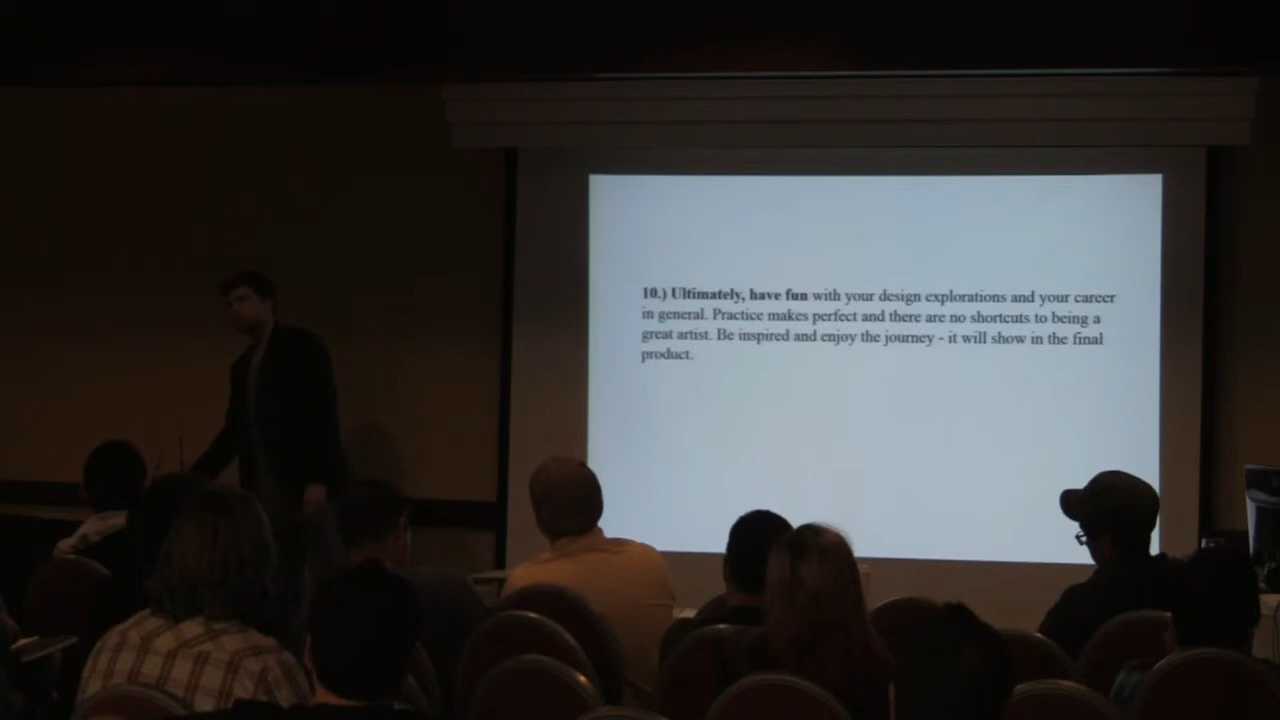 10.) Ultimately, have fun with your design explorations and your career
in general. Practice makes perfect and there are no shortcuts to being a
great artist. Be inspired and enjoy the journey - it will show in the final
product.